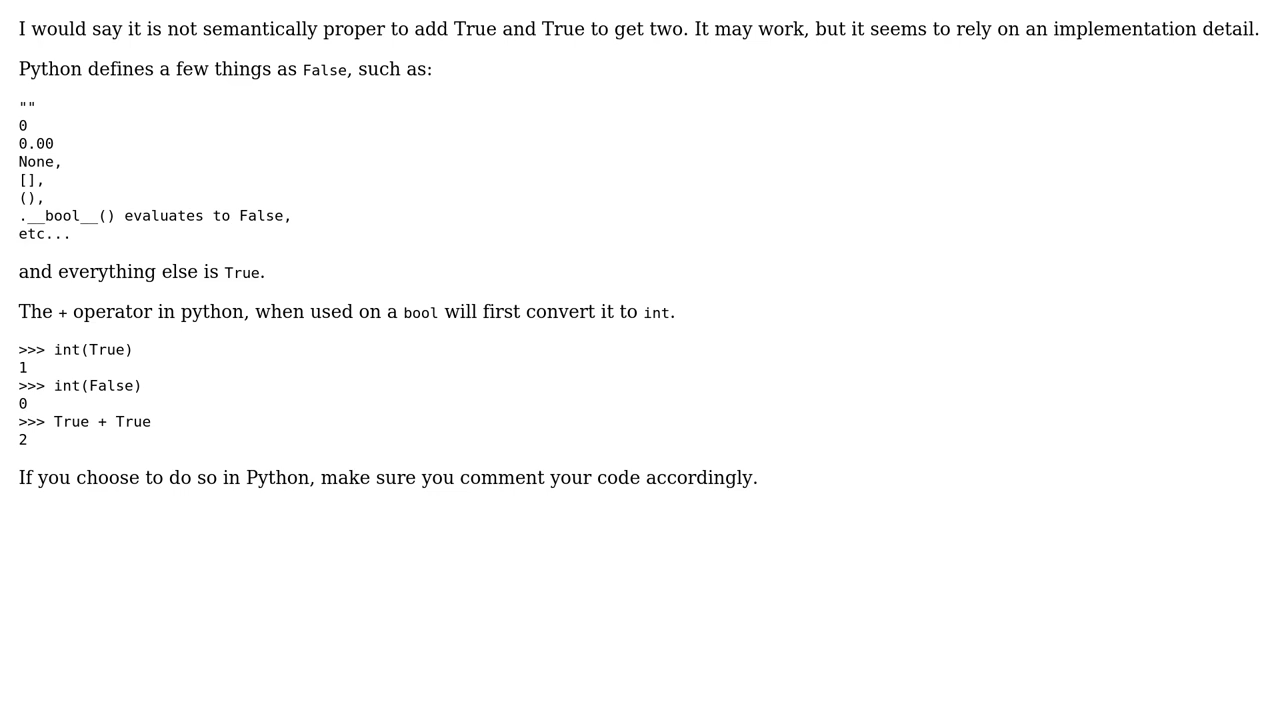 I would say it is not semantically proper to add True and True to get two. It may work, but it seems to rely on an implementation detail.
Python defines a few things as False, such as:
""
0
0.00
None,
[],
(),
.__bool__() evaluates to False,
etc...
and everything else is True.
The + operator in python, when used on a bool will first convert it to int.
>>> int(True)
1
>>> int(False)
0
>>> True + True
2
If you choose to do so in Python, make sure you comment your code accordingly.